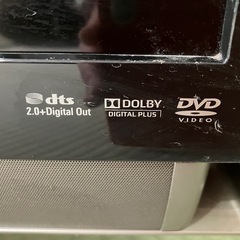 dts
2.0+Digital Out
DOLBY
DIGITAL PLUS
DVD
VIDEO